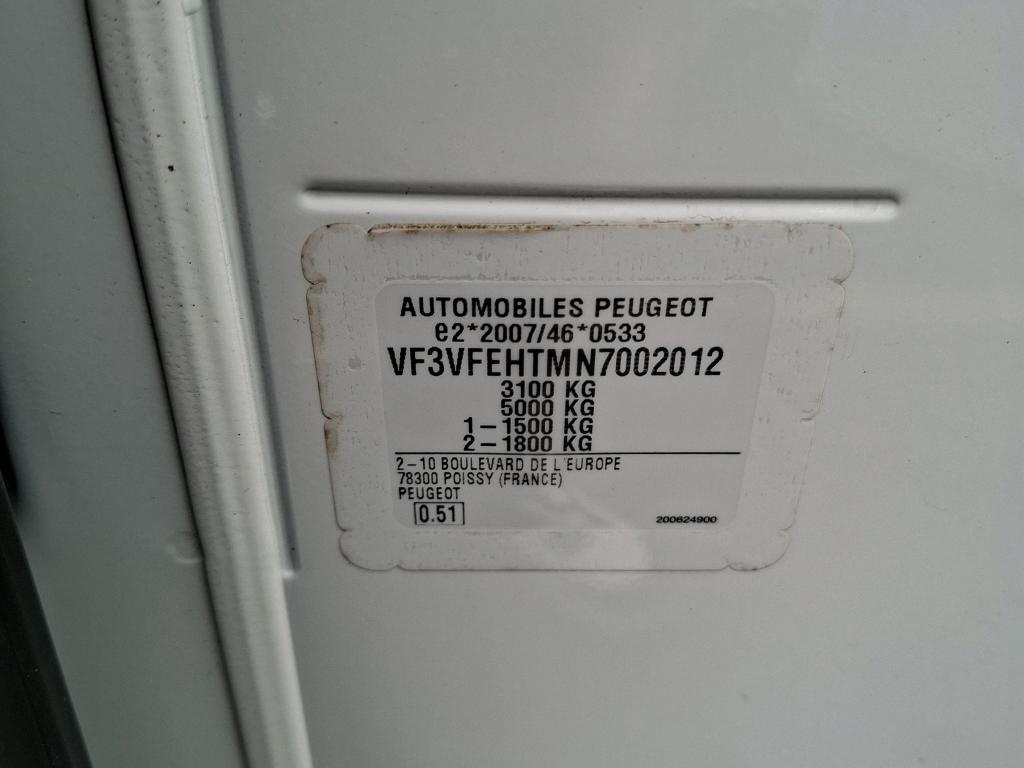 AUTOMOBILES PEUGEOT
e2*2007/46*0533
VF3VFEHTMN7002012
3100 KG
5000 KG
1-1500 KG
2-1800 KG
2-10 BOULEVARD DE L'EUROPE
78300 POISSY (FRANCE)
PEUGEOT
0.51
200624900